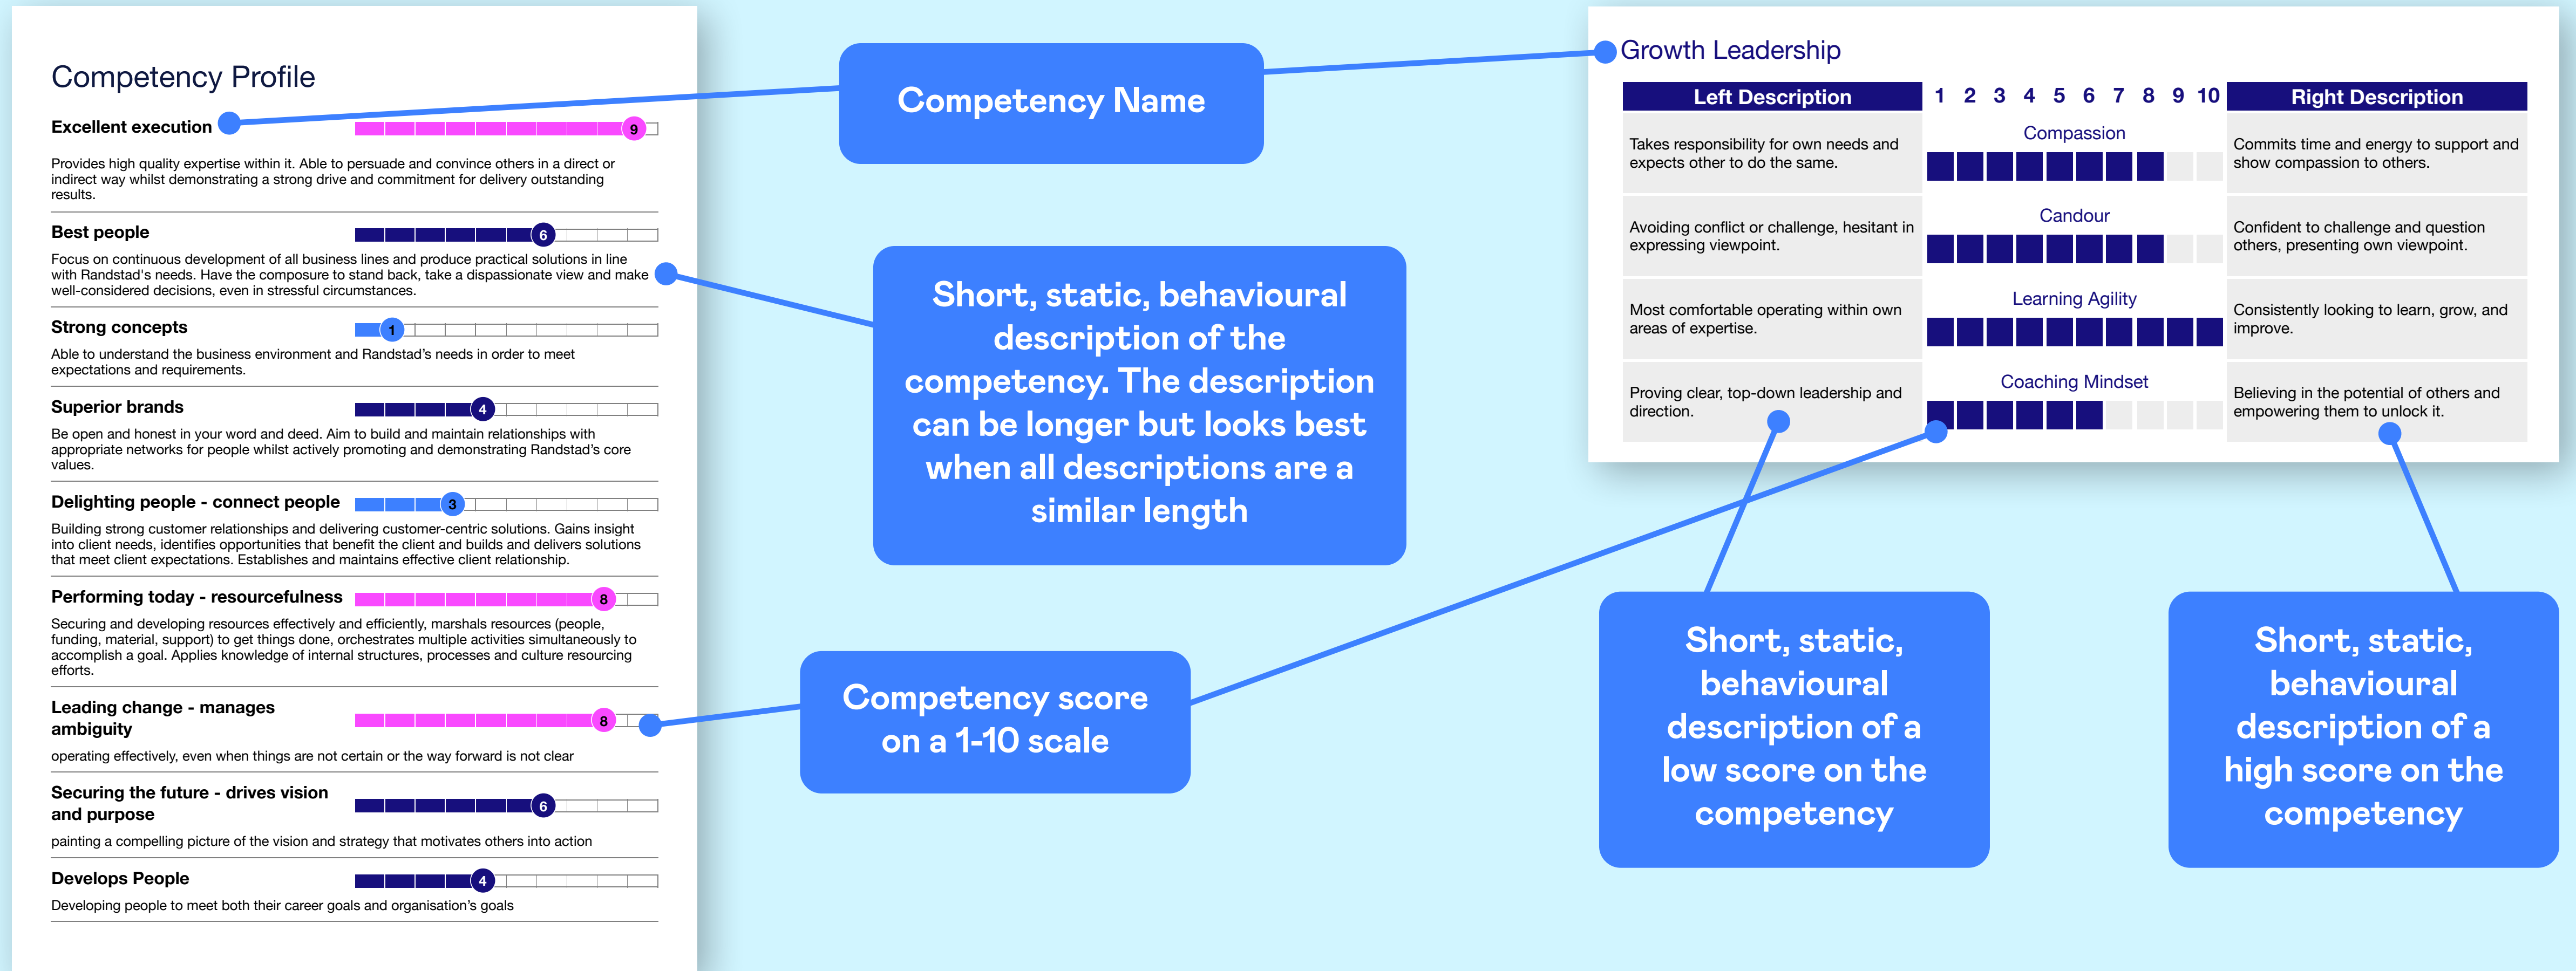 Competency Profile
Excellent execution
9
Provides high quality expertise within it. Able to persuade and convince others in a direct or
indirect way whilst demonstrating a strong drive and commitment for delivery outstanding
results.
Best people
6
Focus on continuous development of all business lines and produce practical solutions in line
with Randstad's needs. Have the composure to stand back, take a dispassionate view and make
well-considered decisions, even in stressful circumstances.
Strong concepts
1
Able to understand the business environment and Randstad’s needs in order to meet
expectations and requirements.
Superior brands
4
Be open and honest in your word and deed. Aim to build and maintain relationships with
appropriate networks for people whilst actively promoting and demonstrating Randstad’s core
values.
Delighting people - connect people
3
Building strong customer relationships and delivering customer-centric solutions. Gains insight
into client needs, identifies opportunities that benefit the client and builds and delivers solutions
that meet client expectations. Establishes and maintains effective client relationship.
Performing today - resourcefulness
8
Securing and developing resources effectively and efficiently, marshals resources (people,
funding, material, support) to get things done, orchestrates multiple activities simultaneously to
accomplish a goal. Applies knowledge of internal structures, processes and culture resourcing
efforts.
Leading change - manages
ambiguity
8
operating effectively, even when things are not certain or the way forward is not clear
Securing the future - drives vision
and purpose
6
painting a compelling picture of the vision and strategy that motivates others into action
Develops People
4
Developing people to meet both their career goals and organisation’s goals
Competency Name
Short, static, behavioural
description of the
competency. The description
can be longer but looks best
when all descriptions are a
similar length
Competency score
on a 1-10 scale
Growth Leadership
Left Description
1 2 3 4 5 6 7 8 9 10
Right Description
Takes responsibility for own needs and
expects other to do the same.
Compassion
Commits time and energy to support and
show compassion to others.
Avoiding conflict or challenge, hesitant in
expressing viewpoint.
Candour
Confident to challenge and question
others, presenting own viewpoint.
Most comfortable operating within own
areas of expertise.
Learning Agility
Consistently looking to learn, grow, and
improve.
Proving clear, top-down leadership and
direction.
Coaching Mindset
Believing in the potential of others and
empowering them to unlock it.
Short, static,
behavioural
description of a
low score on the
competency
Short, static,
behavioural
description of a
high score on the
competency